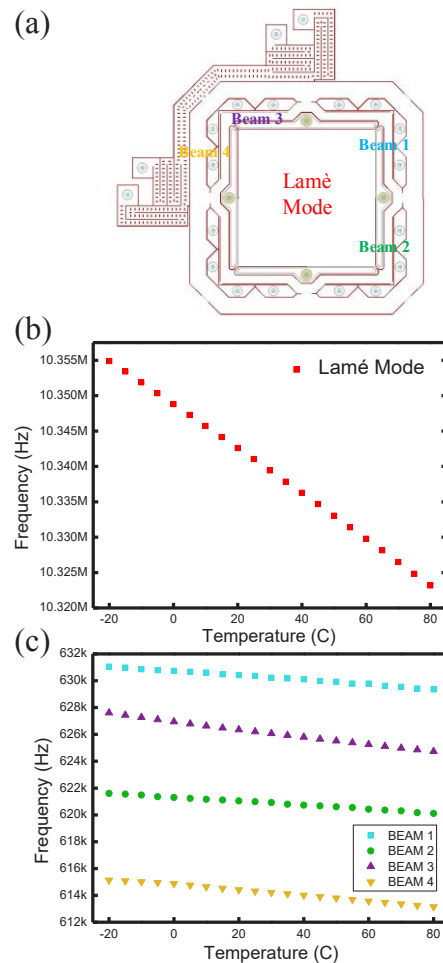 (a)
Beam 3
Beam 4
Beam 1
Lamè
Mode
Beam 2
(b)
10.355M
10.350M
10.345M
10.340M
10.335M
10.330M
10.325M
10.320M
Frequency (Hz)
Lamé Mode
-20 0 20 40 60 80
Temperature (C)
(c)
632k
630k
628k
626k
624k
622k
620k
618k
616k
614k
612k
Frequency (Hz)
BEAM 1
BEAM 2
BEAM 3
BEAM 4
-20 0 20 40 60 80
Temperature (C)